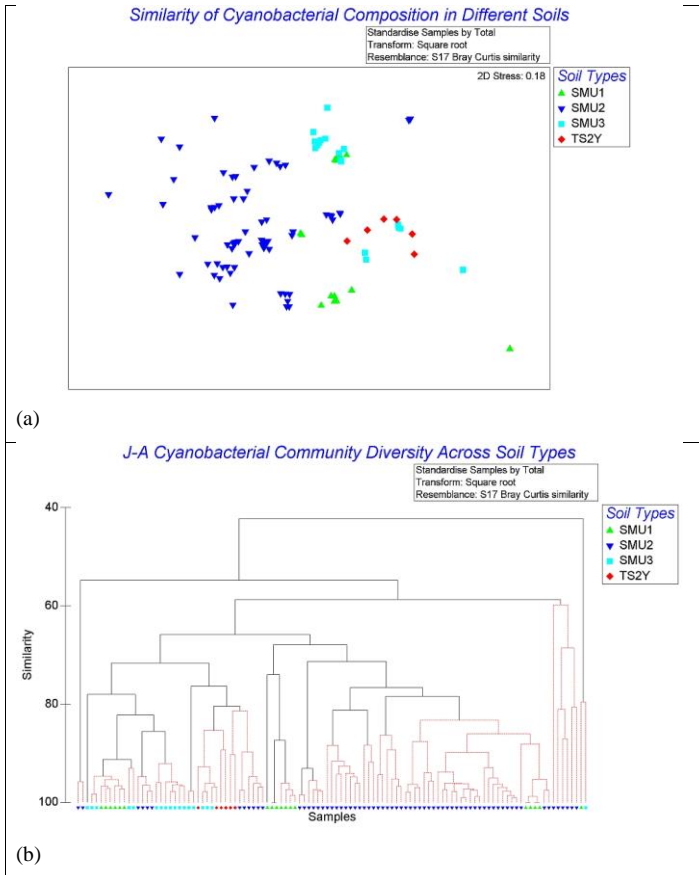 Similarity of Cyanobacterial Composition in Different Soils
Standardise Samples by Total
Transform: Square root
Resemblance: S17 Bray Curtis similarity
2D Stress: 0.18
Soil Types
SMU1
SMU2
SMU3
TS2Y
(a)
J-A Cyanobacterial Community Diversity Across Soil Types
Standardise Samples by Total
Transform: Square root
Resemblance: S17 Bray Curtis similarity
Soil Types
SMU1
SMU2
SMU3
TS2Y
40
60
80
100
Similarity
Samples
(b)